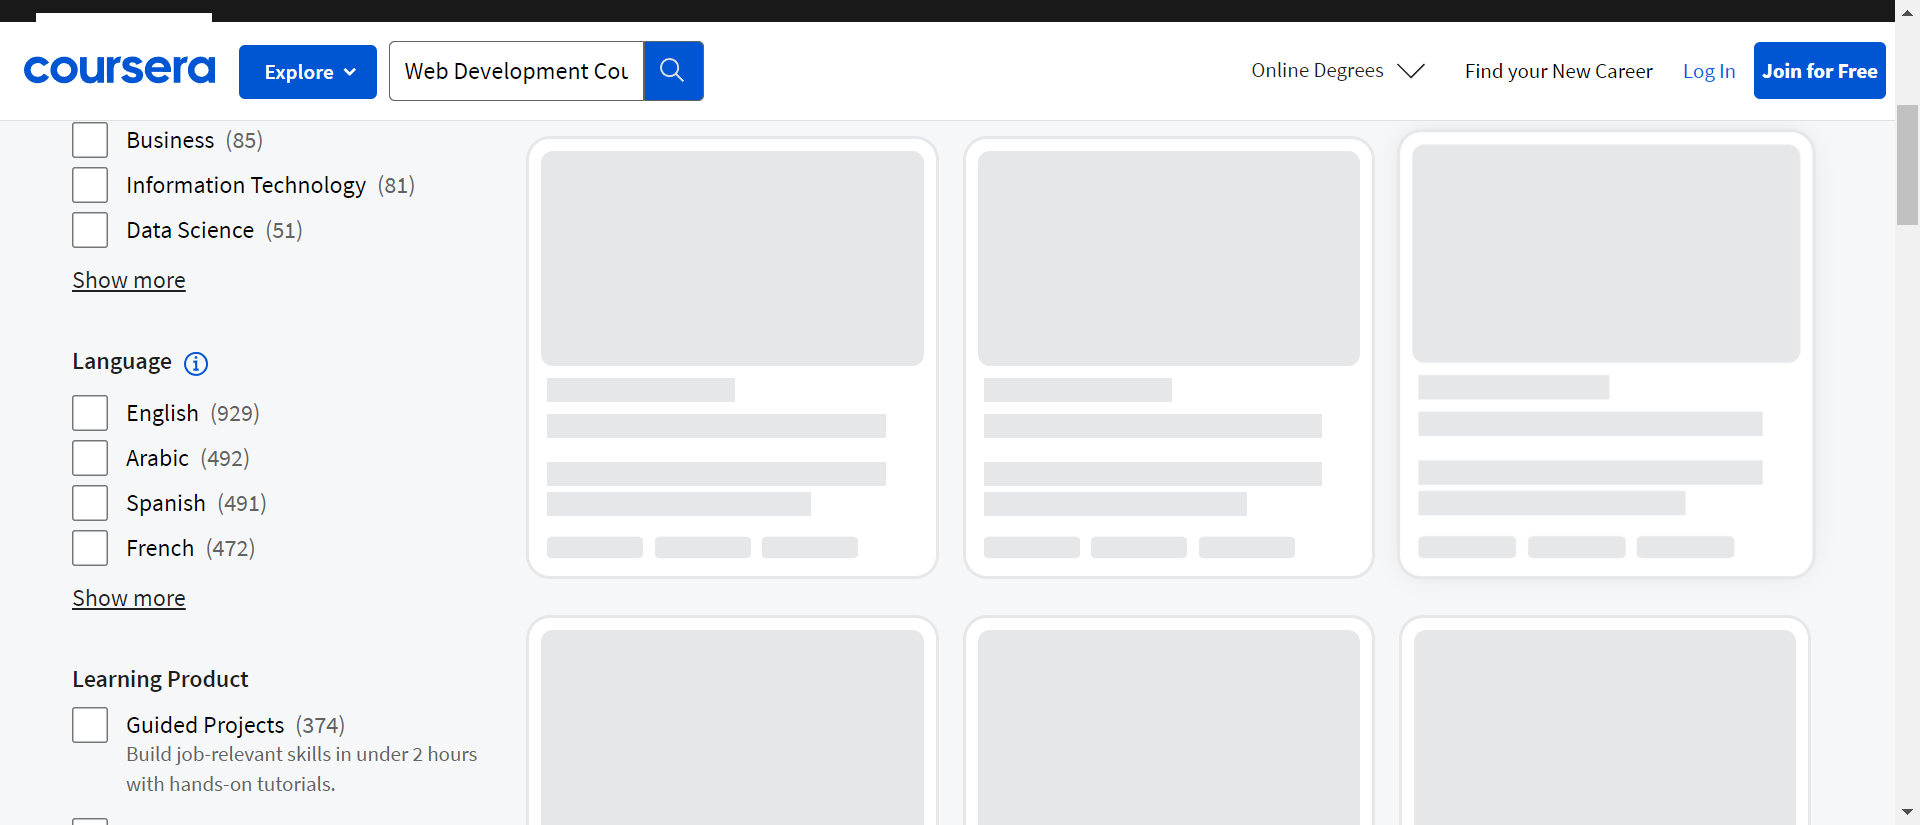 coursera
Explore
Web Development Cou
Online Degrees
Find your New Career
Log In
Join for Free
Business (85)
Information Technology (81)
Data Science (51)
Show more
Language
English (929)
Arabic (492)
Spanish (491)
French (472)
Show more
Learning Product
Guided Projects (374)
Build job-relevant skills in under 2 hours
with hands-on tutorials.